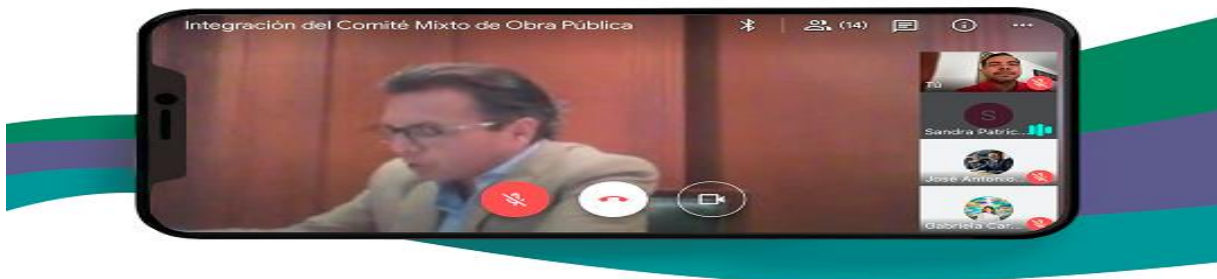 Integración del Comité Mixto de Obra Pública
(14)
Tú
S
Sandra Patric...
José Antonio...
Gabriela Car...